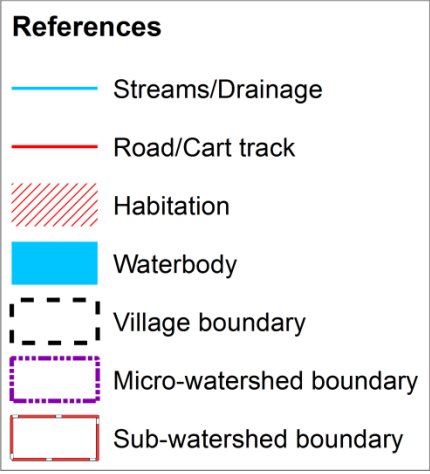 References
Streams/Drainage
Road/Cart track
Habitation
Waterbody
Village boundary
Micro-watershed boundary
Sub-watershed boundary